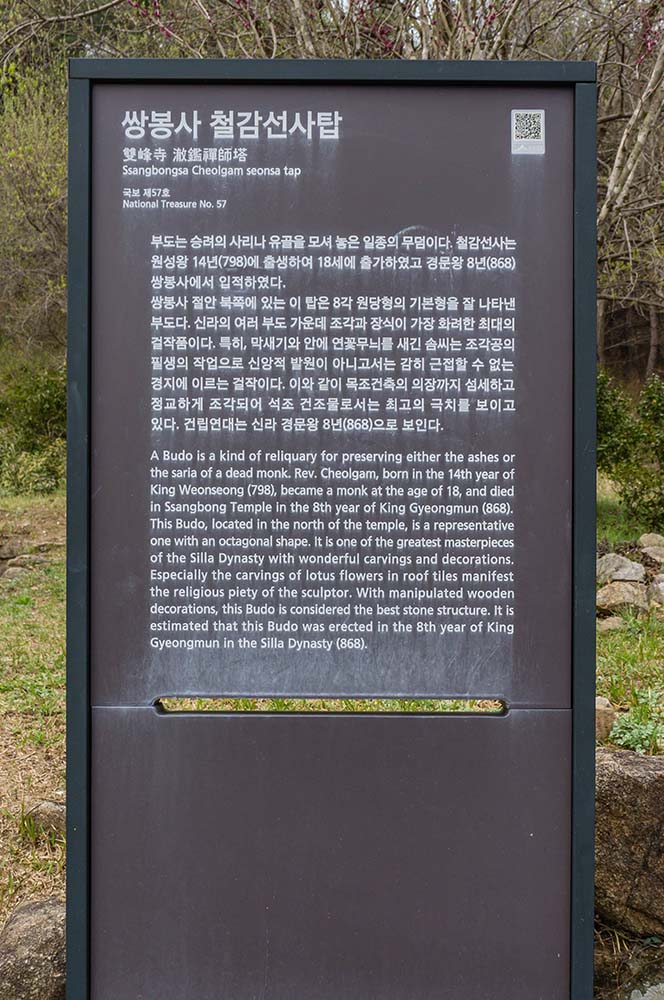 쌍봉사 철감선사탑
雙峰寺 澈鑑禪師塔
Ssangbongsa Cheolgam seonsa tap
국보 제57호
National Treasure No. 57
부도는 승려의 사리나 유골을 모셔 놓은 일종의 무덤이다. 철감선사는
원성왕 14년(798)에 출생하여 18세에 출가하였고 경문왕 8년(868)
쌍봉사에서 입적하였다.
쌍봉사 절안 북쪽에 있는 이 탑은 8각 원당형의 기본형을 잘 나타낸
부도다. 신라의 여러 부도 가운데 조각과 장식이 가장 화려한 최대의
걸작품이다. 특히, 막새기와 안에 연꽃무늬를 새긴 솜씨는 조각공의
필생의 작업으로 신앙적 발원이 아니고서는 감히 근접할 수 없는
경지에 이르는 걸작이다. 이와 같이 목조건축의 의장까지 섬세하고
정교하게 조각되어 석조 건조물로서는 최고의 극치를 보이고
있다. 건립연대는 신라 경문왕 8년(868)으로 보인다.
A Budo is a kind of reliquary for preserving either the ashes or
the saria of a dead monk. Rev. Cheolgam, born in the 14th year of
King Weonseong (798), became a monk at the age of 18, and died
in Ssangbong Temple in the 8th year of King Gyeongmun (868).
This Budo, located in the north of the temple, is a representative
one with an octagonal shape. It is one of the greatest masterpieces
of the Silla Dynasty with wonderful carvings and decorations.
Especially the carvings of lotus flowers in roof tiles manifest
the religious piety of the sculptor. With manipulated wooden
decorations, this Budo is considered the best stone structure. It is
estimated that this Budo was erected in the 8th year of King
Gyeongmun in the Silla Dynasty (868).